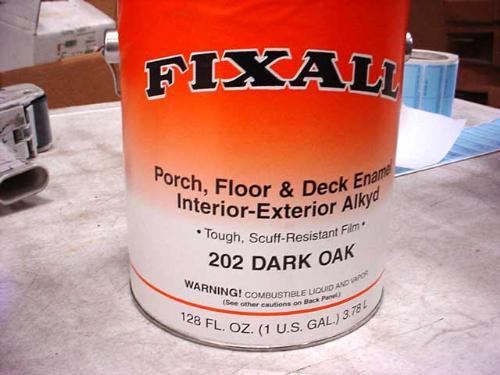 FIXALL
Porch, Floor & Deck Enamel
Interior-Exterior Alkyd
• Tough, Scuff-Resistant Film •
202 DARK OAK
WARNING! COMBUSTIBLE LIQUID AND VAPOR
(See other cautions on Back Panel.)
128 FL. OZ. (1 U.S. GAL.) 3.78 L